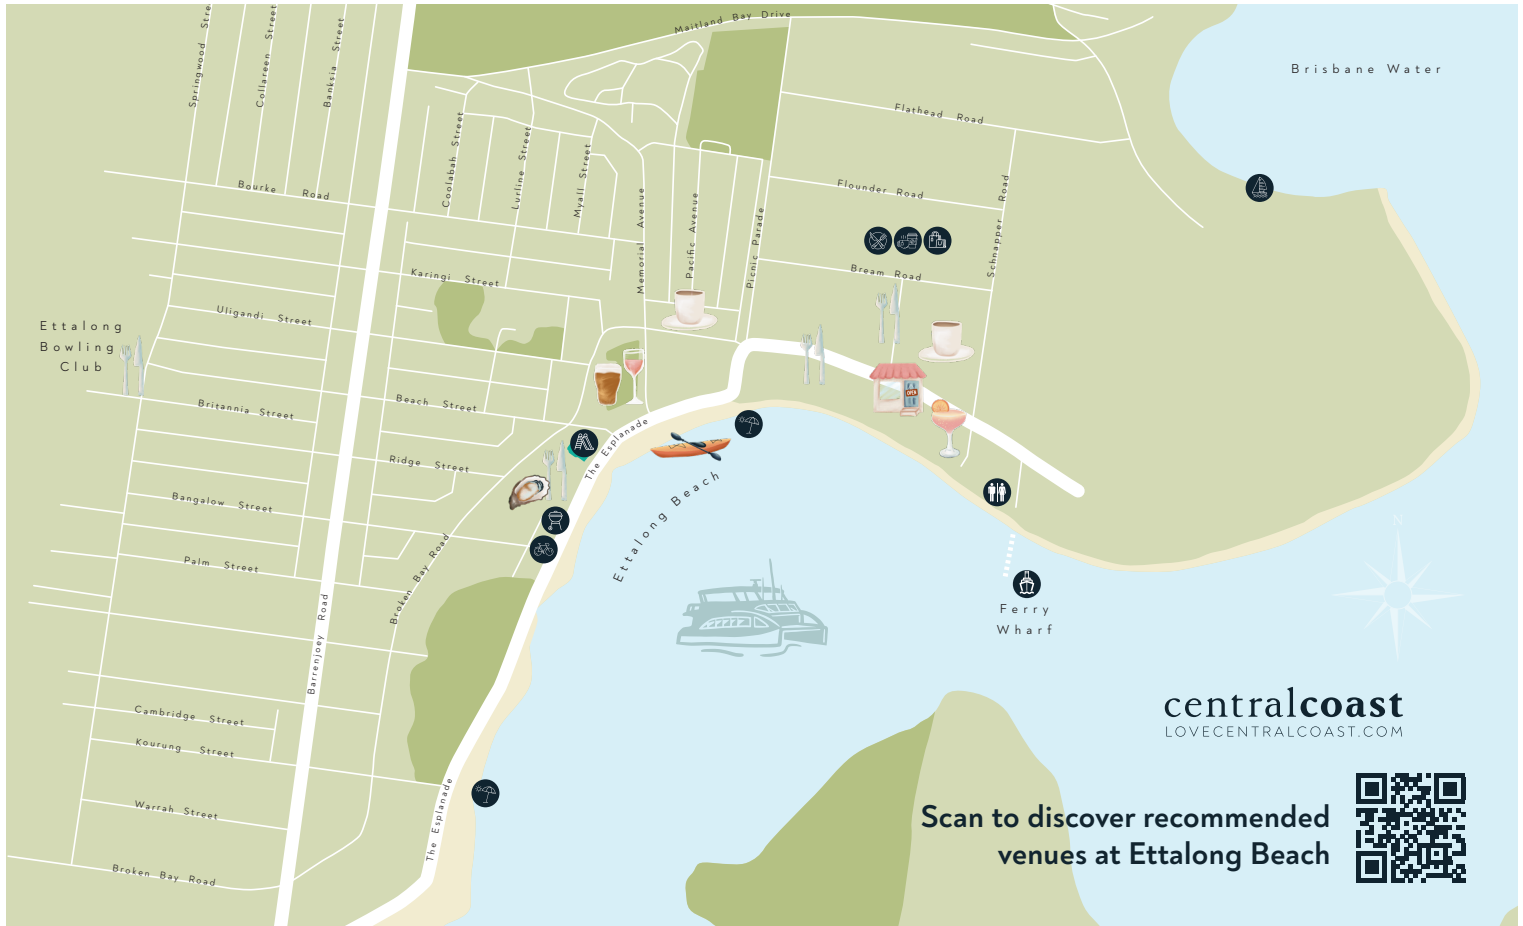 Maitland Bay Drive
Springwood Street
Collareen Street
Banksia Street
Brisbane Water
Flathead Road
Coolabah Street
Lurline Street
Myall Street
Bourke Road
Flounder Road
Memorial Avenue
Pacific Avenue
Picnic Parade
Schnapper Road
Karingi Street
Bream Road
Uligandi Street
Ettalong
Bowling
Club
OPEN
Britannia Street
Beach Street
The Esplanade
Ridge Street
Ettalong Beach
Bangalow Street
Palm Street
Broken Bay Road
N
Ferry
Wharf
Barrenjoey Road
Cambridge Street
Kourung Street
centralcoast
LOVECENTRALCOAST.COM
Warrah Street
The Esplanade
Scan to discover recommended
venues at Ettalong Beach
Broken Bay Road